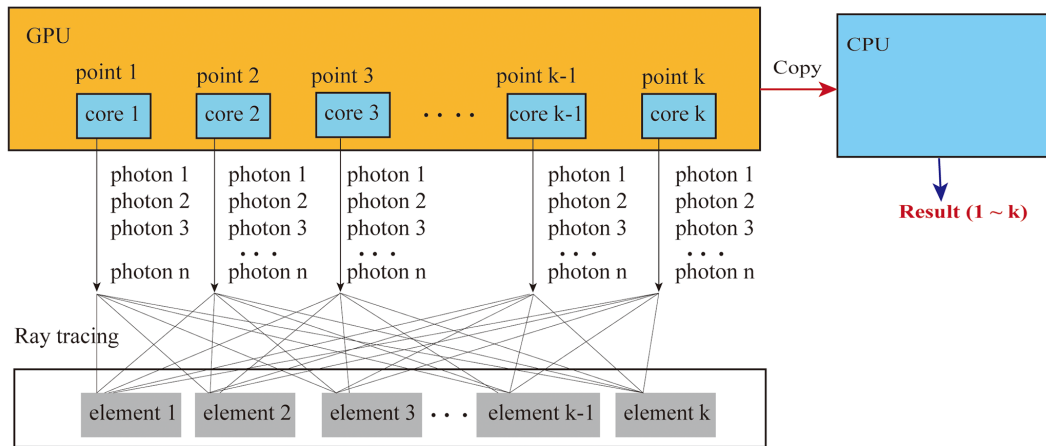 GPU
CPU
point 1
point 2
point 3
point k-1
point k
Copy
core 1
core 2
core 3
. . . .
core k-1
core k
photon 1
photon 2
photon 3
photon n
photon 1
photon 2
photon 3
. . .
photon n
photon 1
photon 2
photon 3
. . .
photon n
photon 1
photon 2
photon 3
. . .
photon n
photon 1
photon 2
photon 3
. . .
photon n
Result (1 ~ k)
Ray tracing
element 1
element 2
element 3
. . .
element k-1
element k